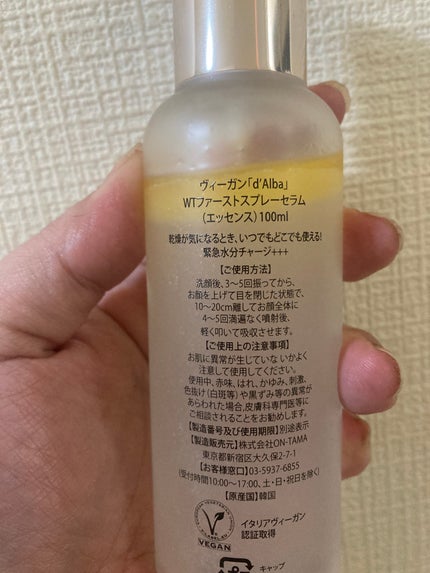 ヴィーガン「d'Alba」
WTファーストスプレーセラム
(エッセンス)100ml
乾燥が気になるとき、いつでもどこでも使える!
緊急水分チャージ+++
【ご使用方法】
洗顔後、3〜5回振ってから、
お顔を上げて目を閉じた状態で、
10〜20cm離してお顔全体に
4〜5回満遍なく噴射後、
軽く叩いて吸収させます。
【ご使用上の注意事項】
お肌に異常が生じていな いかよく
注意して使用してください。
使用中、赤味、はれ、かゆみ、刺激、
色抜け(白斑等)や黒ずみ等の異常が
あらわれた場合、皮膚科専門医等に
ご相談されることをお勧めします。
【製造番号及び使用期限】別途表示
【製造販売元】株式会社ON-TAMA
東京都新宿区大久保2-7-1
【お客様窓口】03-5937-6855
(受付時間10:00〜17:00、土・日・祝日を除く)
【原産国】韓国
VEGAN
イタリアヴィーガン
認証取得
キャップ